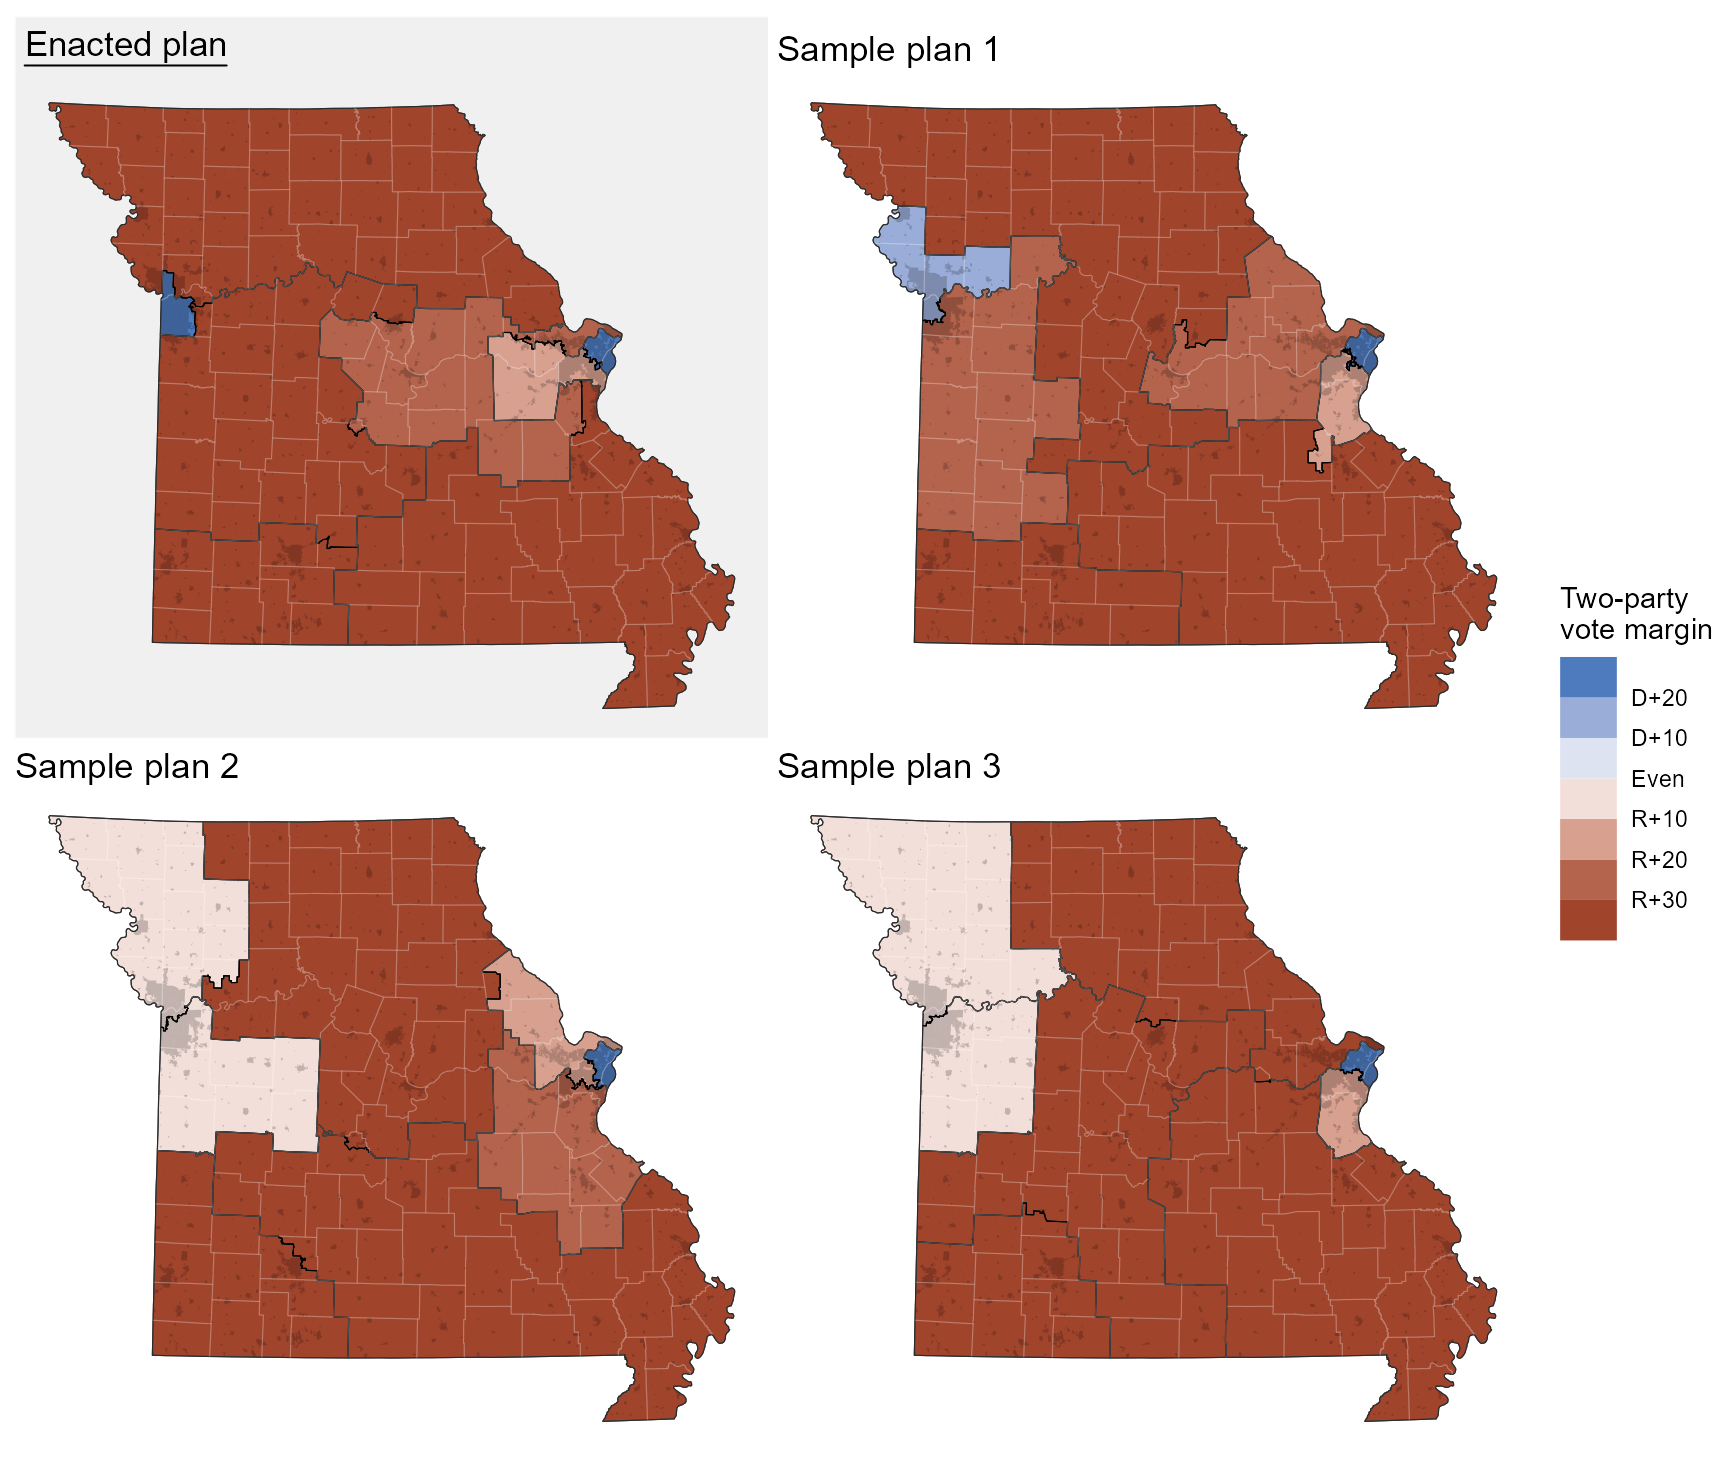 Enacted plan
Sample plan 1
Sample plan 2
Sample plan 3
Two-party
vote margin
D+20
D+10
Even
R+10
R+20
R+30